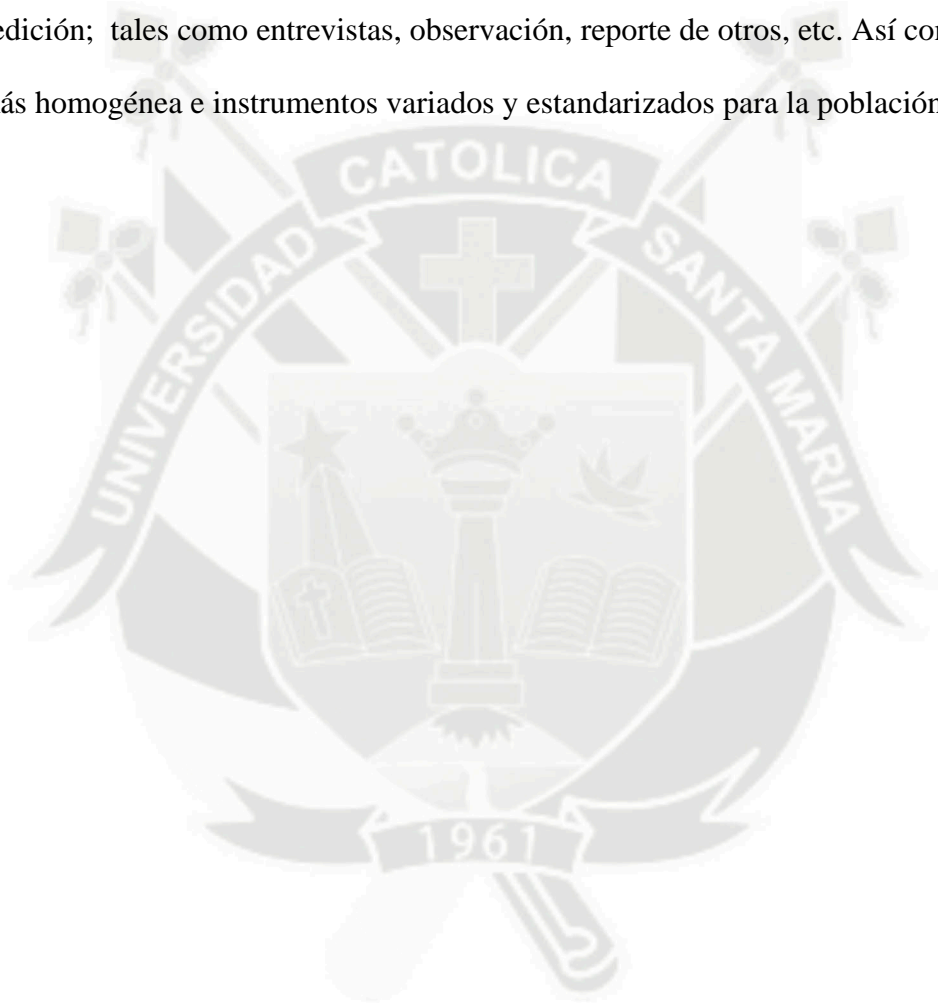 edición;  tales como entrevistas, observación, reporte de otros, etc. Así con
ás homogénea e instrumentos variados y estandarizados para la población
UNIVERSIDAD CATOLICA SANTA MARIA
1961